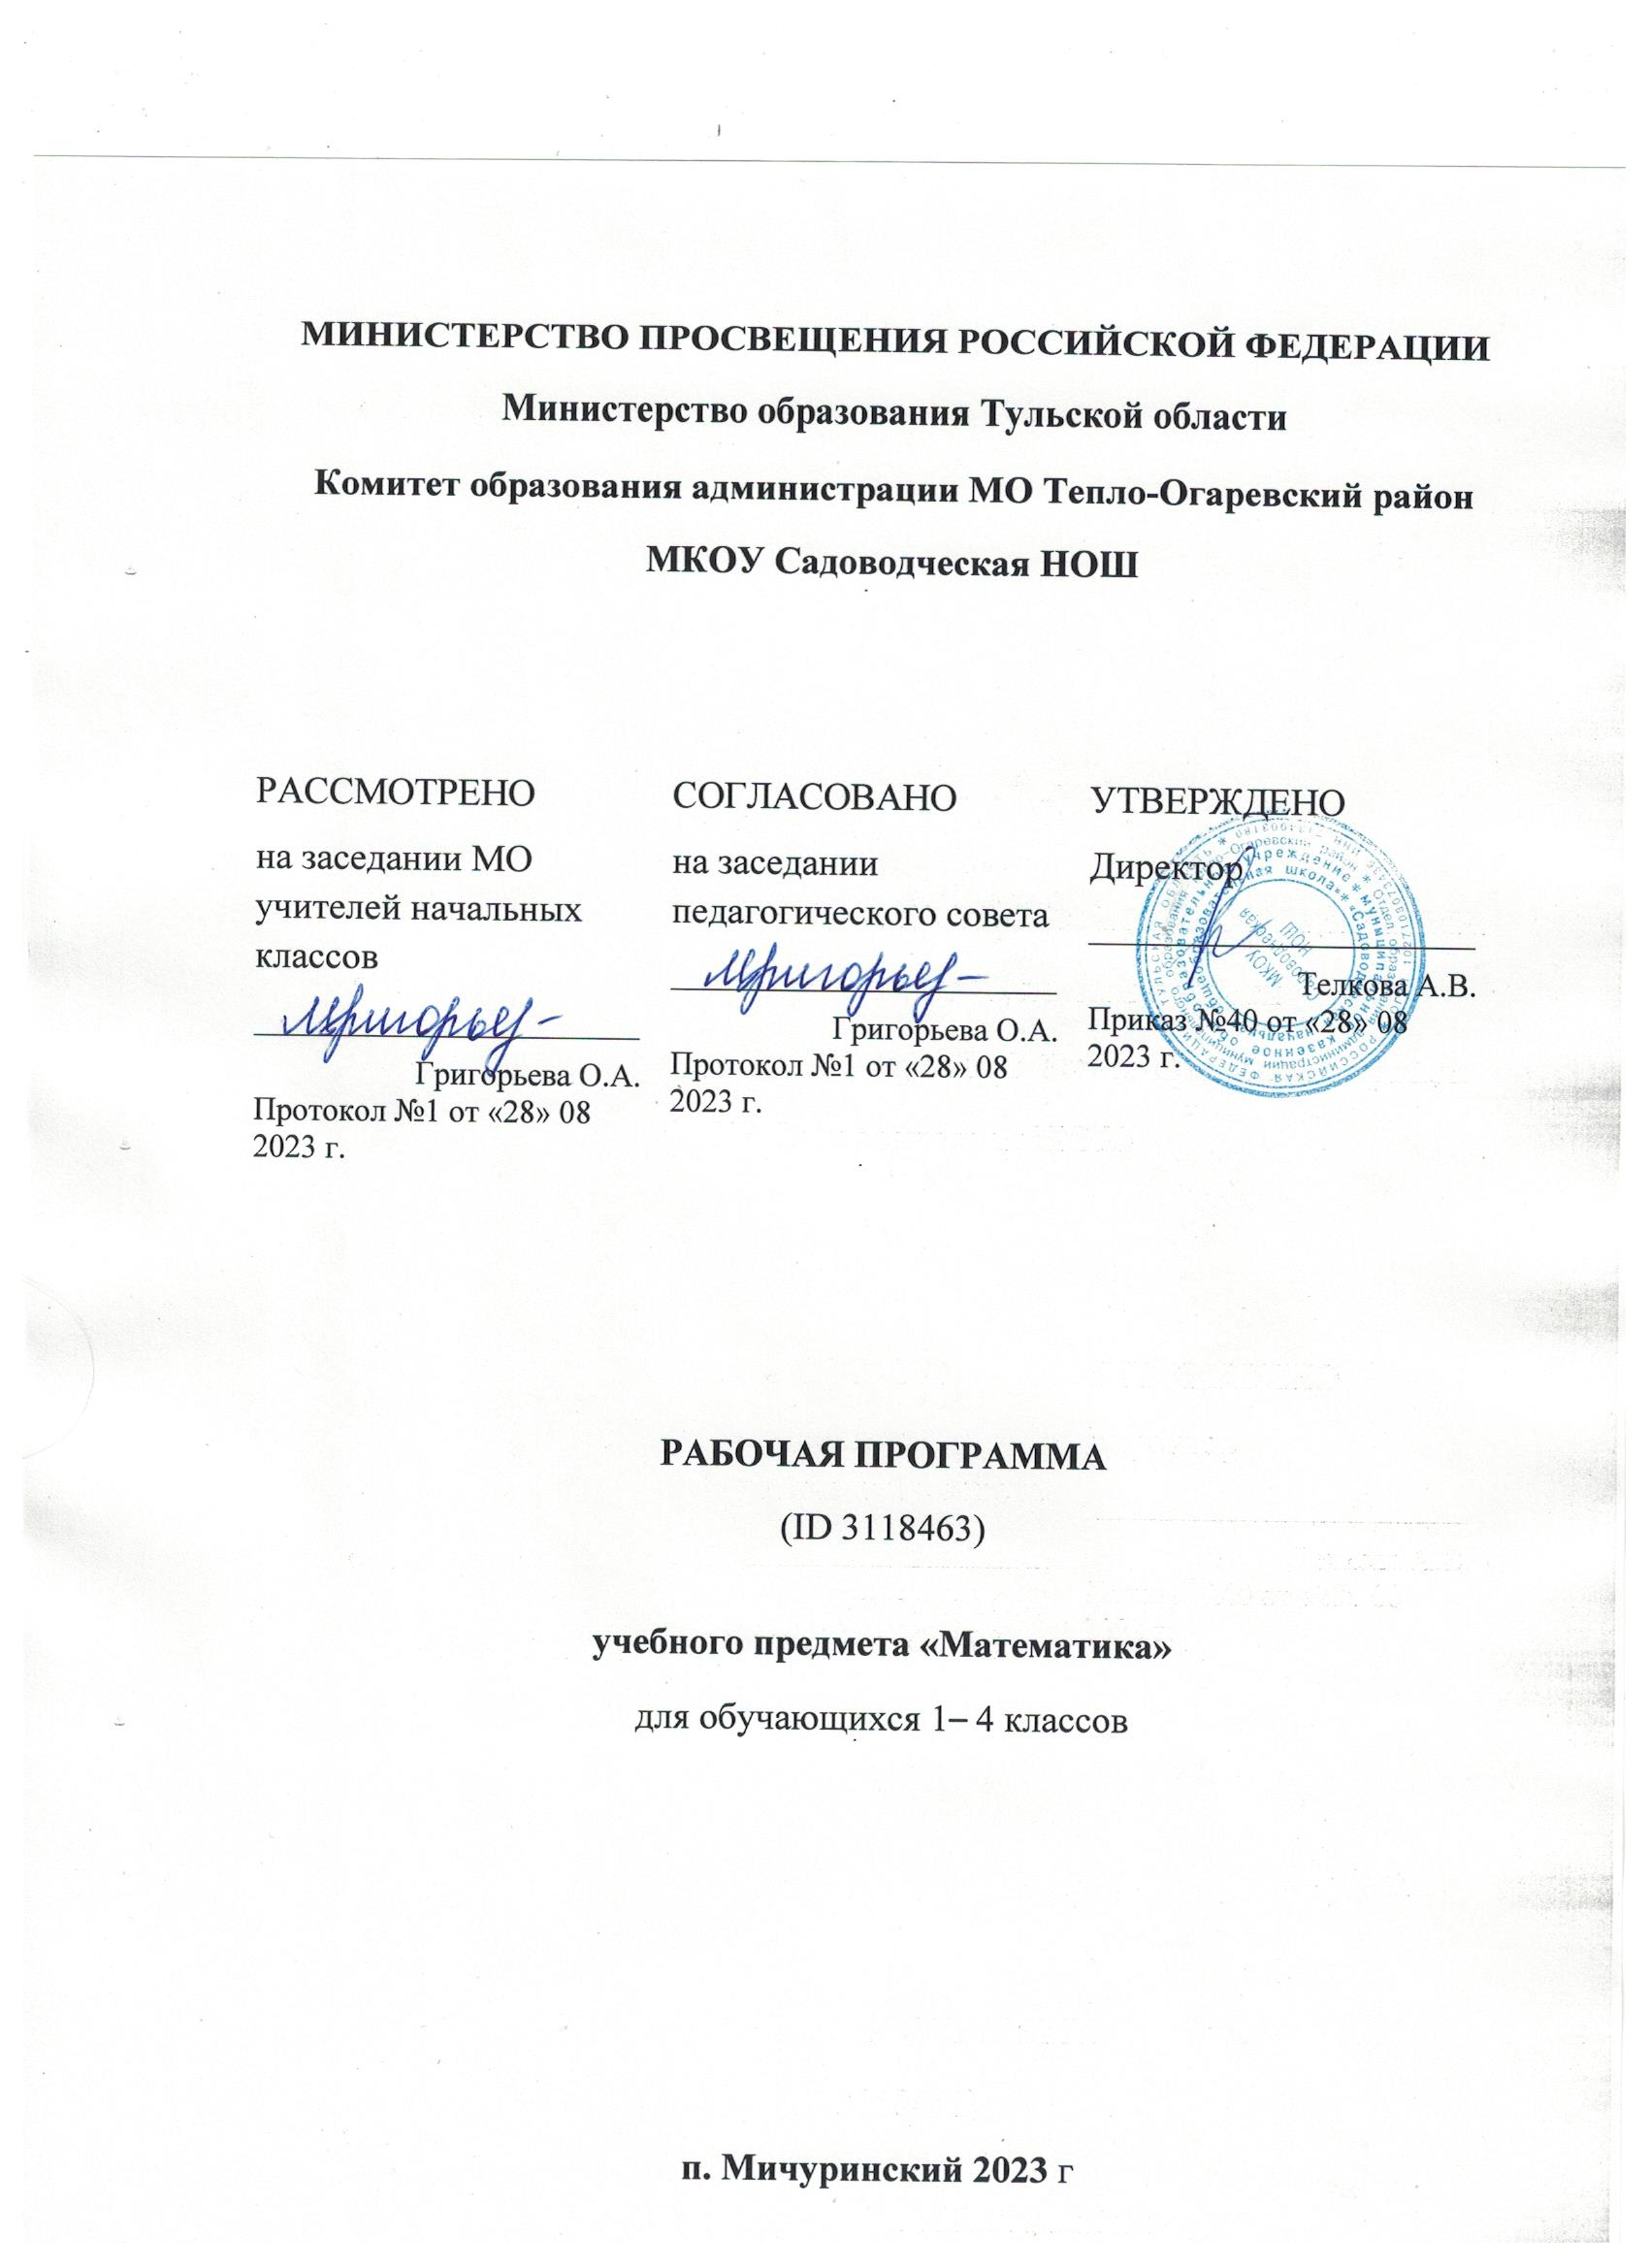 МИНИСТЕРСТВО ПРОСВЕЩЕНИЯ РОССИЙСКОЙ ФЕДЕРАЦИИ
Министерство образования Тульской области
Комитет образования администрации МО Тепло-Огаревский район
МКОУ Садоводческая НОШ
РАССМОТРЕНО
на заседании МО
учителей начальных
классов
Григорьева О.А.
Протокол №1 от «28» 08
2023 г.
СОГЛАСОВАНО
на заседании
педагогического совета
Григорьева О.А.
Протокол №1 от «28» 08
2023 г.
УТВЕРЖДЕНО
Директор
Телкова А.В.
Приказ №40 от «28» 08
2023 г.
МКОУ
Садоводческая
НОШ
РАБОЧАЯ ПРОГРАММА
(ID 3118463)
учебного предмета «Математика»
для обучающихся 1– 4 классов
п. Мичуринский 2023 г